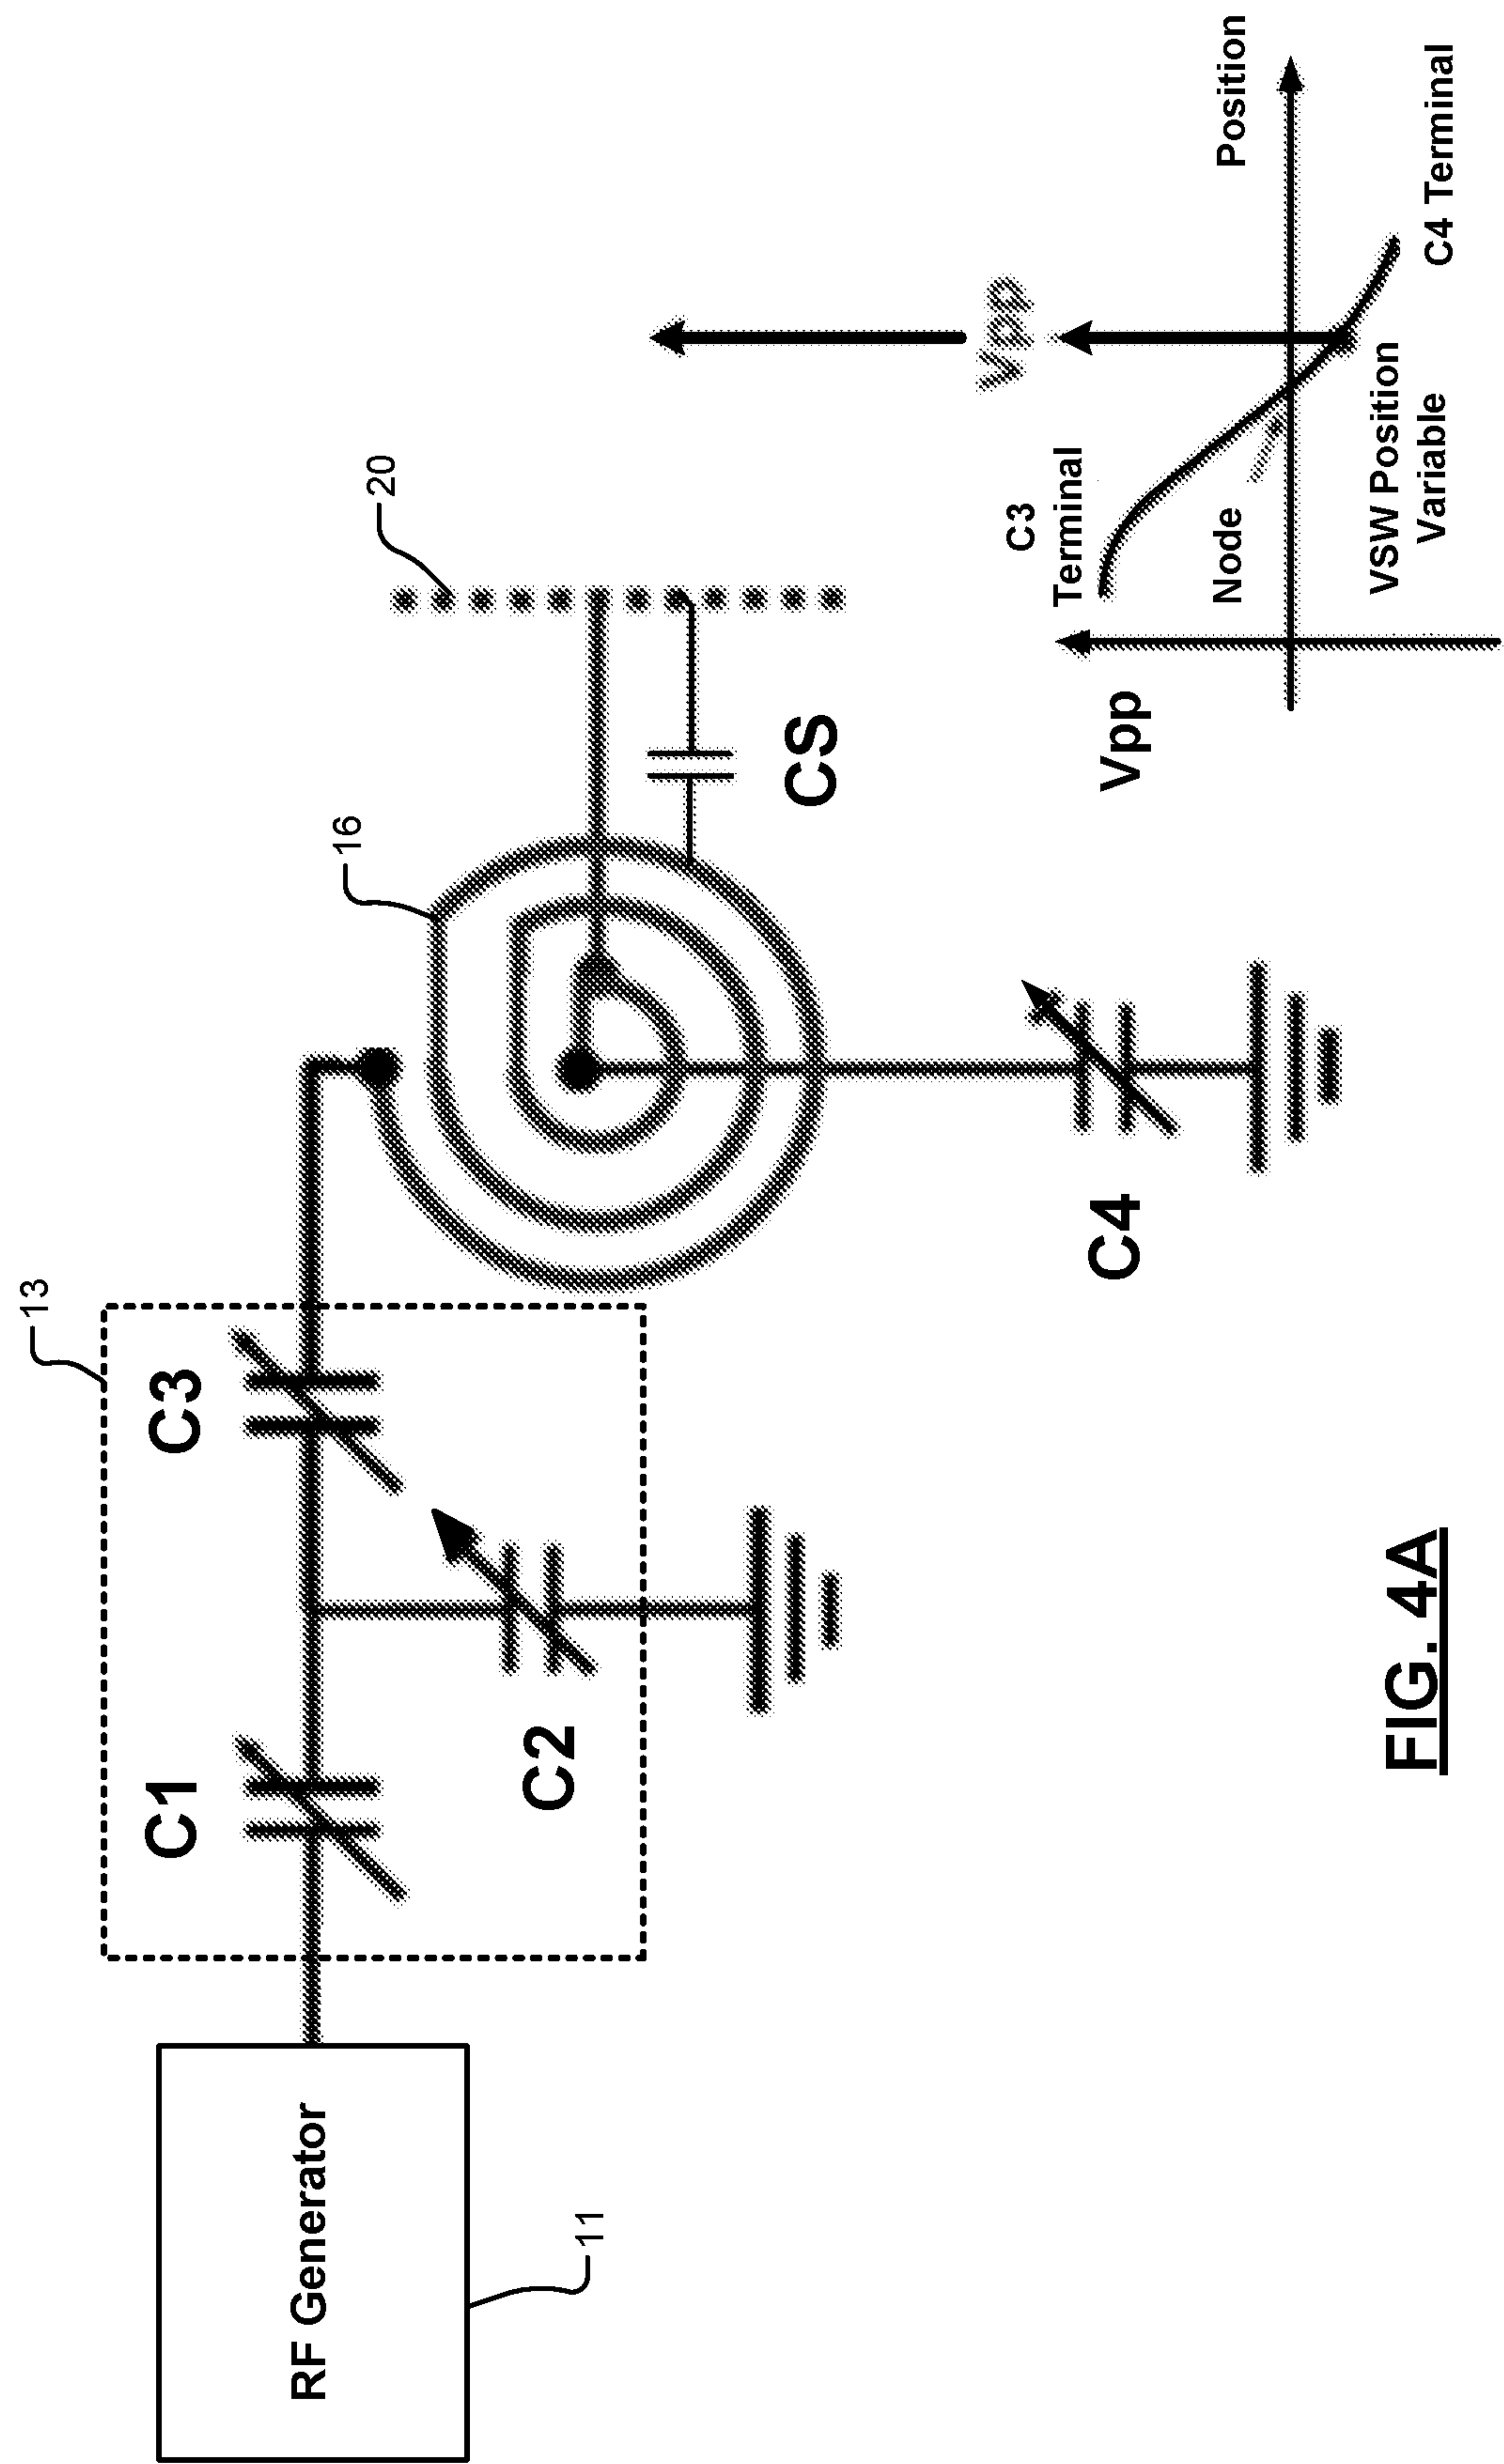 RF Generator
11
13
C1
C2
C3
16
20
CS
C4
Vpp
Vpp
C3
Terminal
Node
Position
VSW Position
Variable
C4 Terminal
FIG. 4A